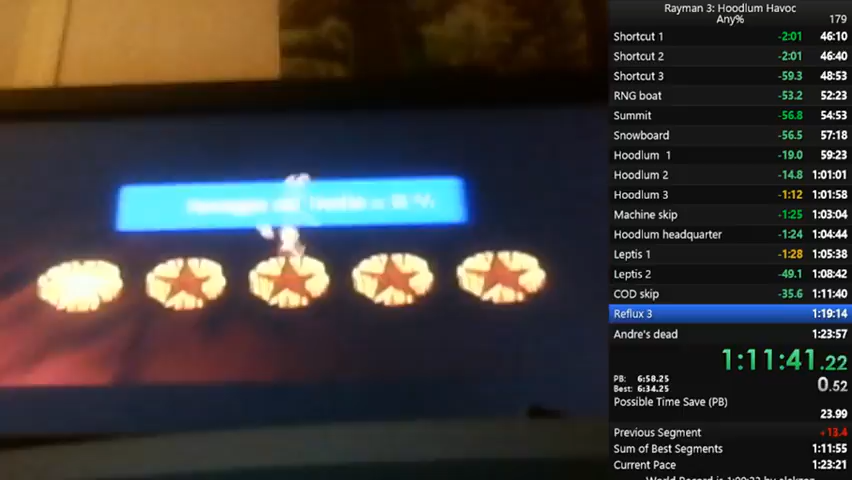 Rayman 3: Hoodlum Havoc
Any% 179
Shortcut 1 -2:01 46:10
Shortcut 2 -2:01 46:40
Shortcut 3 -59.3 48:53
RNG boat -53.2 52:23
Summit -56.8 54:53
Snowboard -56.5 57:18
Hoodlum 1 -19.0 59:23
Hoodlum 2 -14.8 1:01:01
Hoodlum 3 -1:12 1:01:58
Machine skip -1:25 1:03:04
Hoodlum headquarter -1:24 1:04:44
Leptis 1 -1:28 1:05:38
Leptis 2 -49.1 1:08:42
COD skip -35.6 1:11:40
Reflux 3 1:19:14
Andre's dead 1:23:57
1:11:41.22
PB: 6:58.25
Best: 6:34.25
0.52
Possible Time Save (PB)
23.99
Previous Segment +13.4
Sum of Best Segments 1:11:55
Current Pace 1:23:21